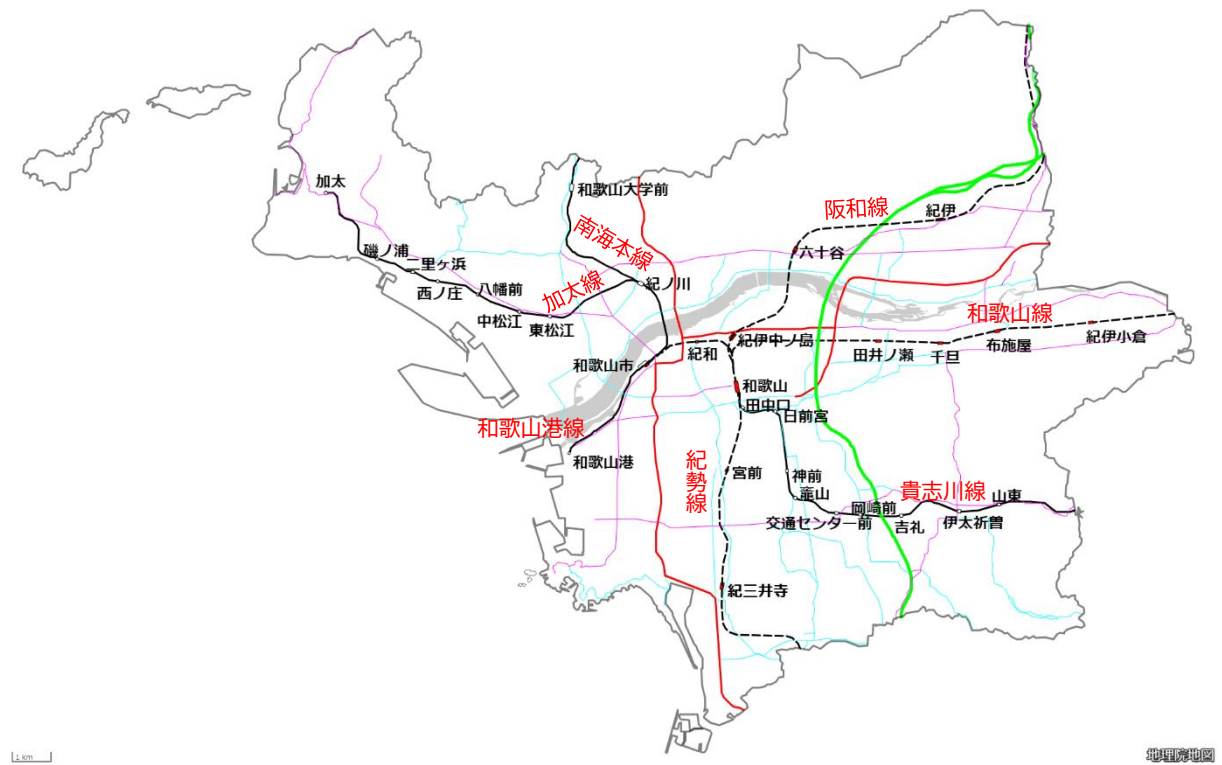 加太
和歌山大学前
南海本線
阪和線
紀伊
磯ノ浦
二里ヶ浜
六十谷
西ノ庄
八幡前
加太線
紀ノ川
中松江
東松江
和歌山線
紀伊小倉
紀伊中ノ島
布施屋
和歌山市
紀和
田井ノ瀬
千旦
和歌山
田中口
日前宮
和歌山港線
和歌山港
紀勢線
宮前
神前
竈山
貴志川線
山東
岡崎前
交通センター前
吉礼
伊太祈曽
紀三井寺
1 km
地理院地図